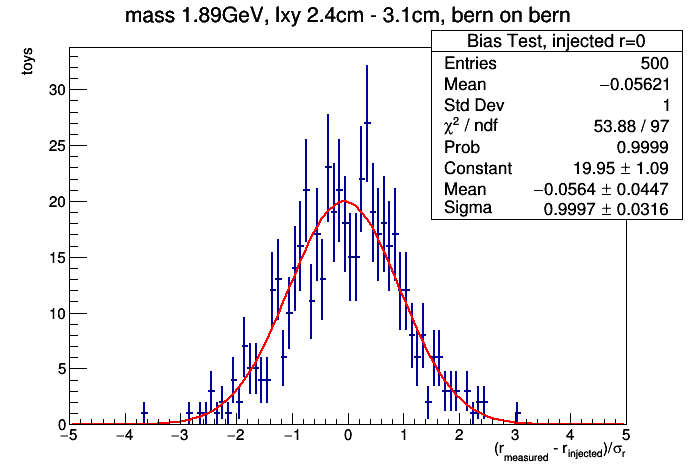 mass 1.89GeV, lxy 2.4cm - 3.1cm, bern on bern
toys
Bias Test, injected r=0
Entries 500
Mean −0.05621
Std Dev 1
χ² / ndf 53.88 / 97
Prob 0.9999
Constant 19.95 ± 1.09
Mean −0.0564 ± 0.0447
Sigma 0.9997 ± 0.0316
30
25
20
15
10
5
0
−5 −4 −3 −2 −1 0 1 2 3 4 5
(r_measured - r_injected)/σ_r